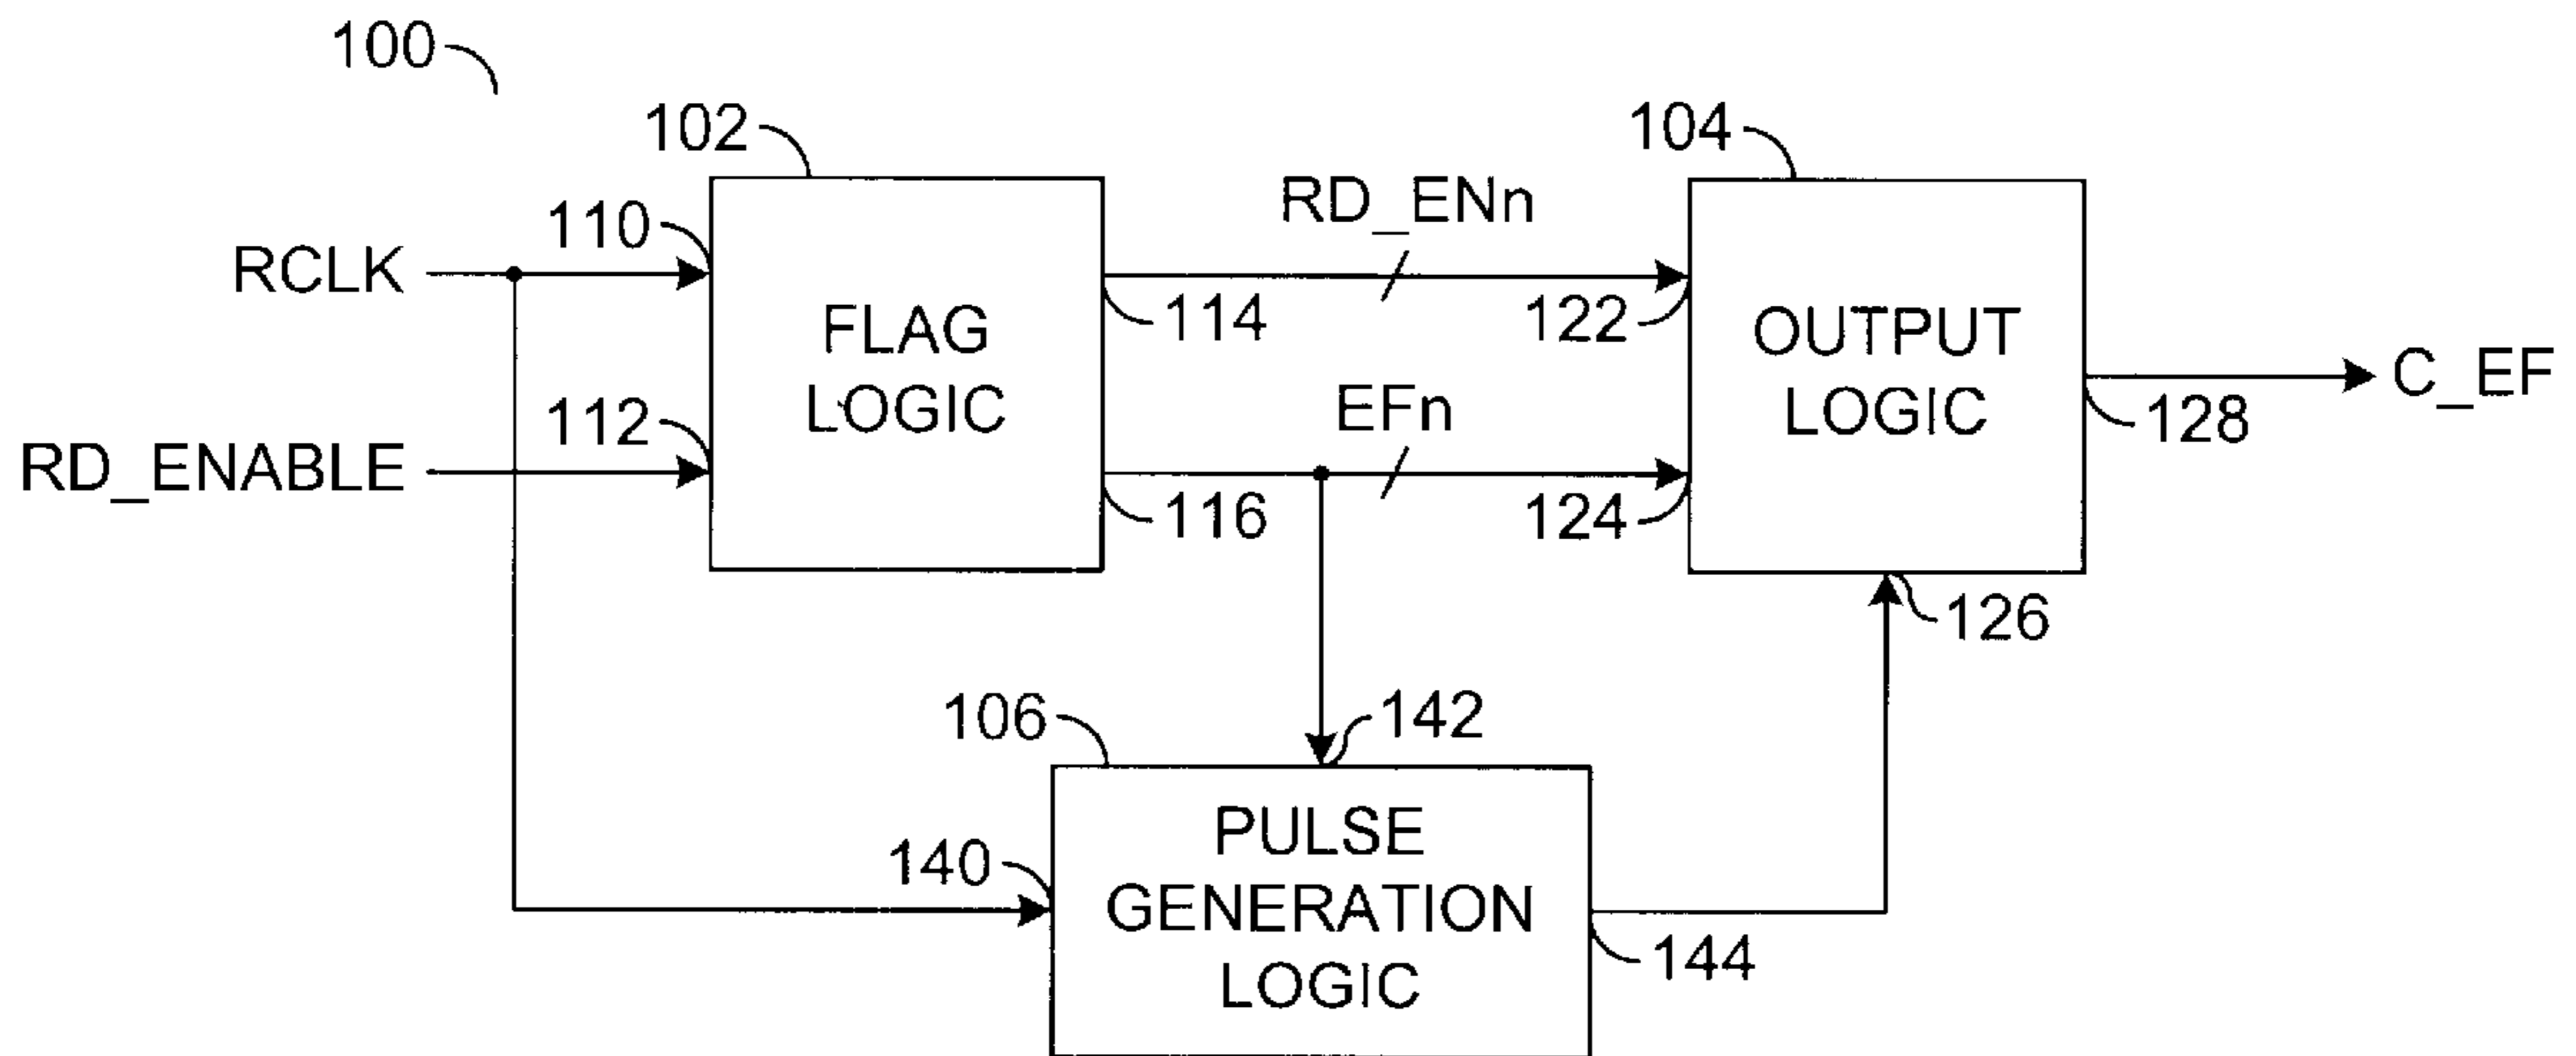 100
102
104
110
RD_ENn
RCLK
114
122
FLAG
LOGIC
OUTPUT
LOGIC
C_EF
128
112
EFn
RD_ENABLE
116
124
126
106
142
140
PULSE
GENERATION
LOGIC
144